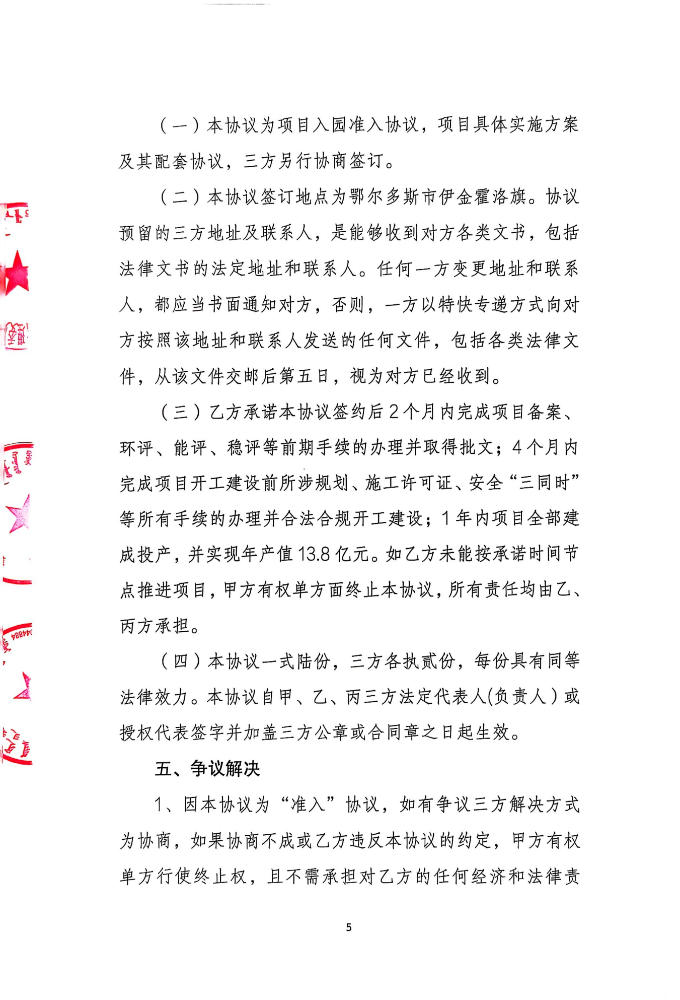 （一）本协议为项目入园准入协议，项目具体实施方案
及其配套协议，三方另行协商签订。
（二）本协议签订地点为鄂尔多斯市伊金霍洛旗。协议
预留的三方地址及联系人，是能够收到对方各类文书，包括
法律文书的法定地址和联系人。任何一方变更地址和联系
人，都应当书面通知对方，否则，一方以特快专递方式向对
方按照该地址和联系人发送的任何文件，包括各类法律文
件，从该文件交邮后第五日，视为对方已经收到。
（三）乙方承诺本协议签约后2个月内完成项目备案、
环评、能评、稳评等前期手续的办理并取得批文；4个月内
完成项目开工建设前所涉规划、施工许可证、安全“三同时”
等所有手续的办理并合法合规开工建设；1年内项目全部建
成投产，并实现年产值13.8亿元。如乙方未能按承诺时间节
点推进项目，甲方有权单方面终止本协议，所有责任均由乙、
丙方承担。
（四）本协议一式陆份，三方各执贰份，每份具有同等
法律效力。本协议自甲、乙、丙三方法定代表人(负责人）或
授权代表签字并加盖三方公章或合同章之日起生效。
五、争议解决
1、因本协议为“准入”协议，如有争议三方解决方式
为协商，如果协商不成或乙方违反本协议的约定，甲方有权
单方行使终止权，且不需承担对乙方的任何经济和法律责
5